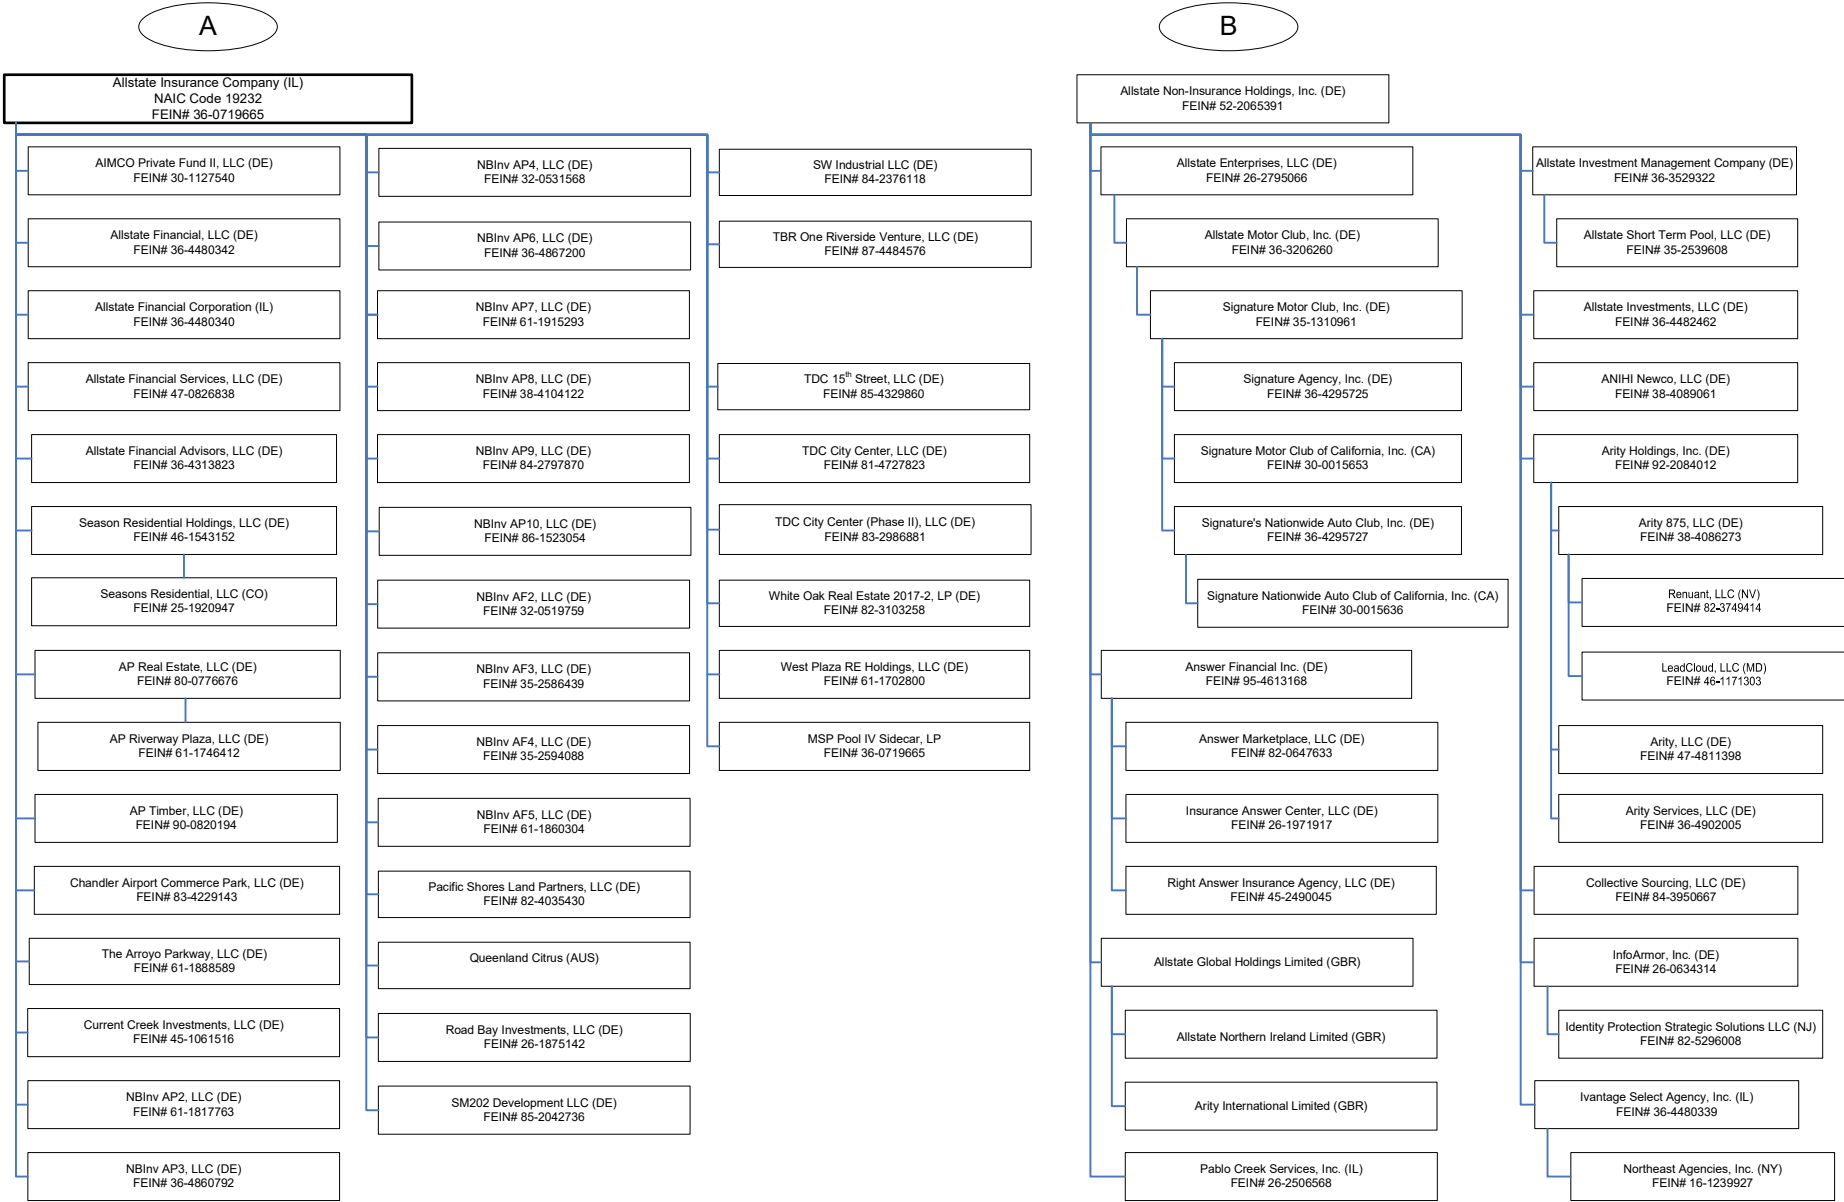 A
Allstate Insurance Company (IL)
NAIC Code 19232
FEIN# 36-0719665
AIMCO Private Fund II, LLC (DE)
FEIN# 30-1127540
Allstate Financial, LLC (DE)
FEIN# 36-4480342
Allstate Financial Corporation (IL)
FEIN# 36-4480340
Allstate Financial Services, LLC (DE)
FEIN# 47-0826838
Allstate Financial Advisors, LLC (DE)
FEIN# 36-4313823
Season Residential Holdings, LLC (DE)
FEIN# 46-1543152
Seasons Residential, LLC (CO)
FEIN# 25-1920947
AP Real Estate, LLC (DE)
FEIN# 80-0776676
AP Riverway Plaza, LLC (DE)
FEIN# 61-1746412
AP Timber, LLC (DE)
FEIN# 90-0820194
Chandler Airport Commerce Park, LLC (DE)
FEIN# 83-4229143
The Arroyo Parkway, LLC (DE)
FEIN# 61-1888589
Current Creek Investments, LLC (DE)
FEIN# 45-1061516
NBInv AP2, LLC (DE)
FEIN# 61-1817763
NBInv AP3, LLC (DE)
FEIN# 36-4860792
NBInv AP4, LLC (DE)
FEIN# 32-0531568
NBInv AP6, LLC (DE)
FEIN# 36-4867200
NBInv AP7, LLC (DE)
FEIN# 61-1915293
NBInv AP8, LLC (DE)
FEIN# 38-4104122
NBInv AP9, LLC (DE)
FEIN# 84-2797870
NBInv AP10, LLC (DE)
FEIN# 86-1523054
NBInv AF2, LLC (DE)
FEIN# 32-0519759
NBInv AF3, LLC (DE)
FEIN# 35-2586439
NBInv AF4, LLC (DE)
FEIN# 35-2594088
NBInv AF5, LLC (DE)
FEIN# 61-1860304
Pacific Shores Land Partners, LLC (DE)
FEIN# 82-4035430
Queenland Citrus (AUS)
Road Bay Investments, LLC (DE)
FEIN# 26-1875142
SM202 Development LLC (DE)
FEIN# 85-2042736
SW Industrial LLC (DE)
FEIN# 84-2376118
TBR One Riverside Venture, LLC (DE)
FEIN# 87-4484576
TDC 15th Street, LLC (DE)
FEIN# 85-4329860
TDC City Center, LLC (DE)
FEIN# 81-4727823
TDC City Center (Phase II), LLC (DE)
FEIN# 83-2986881
White Oak Real Estate 2017-2, LP (DE)
FEIN# 82-3103258
West Plaza RE Holdings, LLC (DE)
FEIN# 61-1702800
MSP Pool IV Sidecar, LP
FEIN# 36-0719665
B
Allstate Non-Insurance Holdings, Inc. (DE)
FEIN# 52-2065391
Allstate Enterprises, LLC (DE)
FEIN# 26-2795066
Allstate Motor Club, Inc. (DE)
FEIN# 36-3206260
Signature Motor Club, Inc. (DE)
FEIN# 35-1310961
Signature Agency, Inc. (DE)
FEIN# 36-4295725
Signature Motor Club of California, Inc. (CA)
FEIN# 30-0015653
Signature's Nationwide Auto Club, Inc. (DE)
FEIN# 36-4295727
Signature Nationwide Auto Club of California, Inc. (CA)
FEIN# 30-0015636
Answer Financial Inc. (DE)
FEIN# 95-4613168
Answer Marketplace, LLC (DE)
FEIN# 82-0647633
Insurance Answer Center, LLC (DE)
FEIN# 26-1971917
Right Answer Insurance Agency, LLC (DE)
FEIN# 45-2490045
Allstate Global Holdings Limited (GBR)
Allstate Northern Ireland Limited (GBR)
Arity International Limited (GBR)
Pablo Creek Services, Inc. (IL)
FEIN# 26-2506568
Allstate Investment Management Company (DE)
FEIN# 36-3529322
Allstate Short Term Pool, LLC (DE)
FEIN# 35-2539608
Allstate Investments, LLC (DE)
FEIN# 36-4482462
ANIHI Newco, LLC (DE)
FEIN# 38-4089061
Arity Holdings, Inc. (DE)
FEIN# 92-2084012
Arity 875, LLC (DE)
FEIN# 38-4086273
Renuant, LLC (NV)
FEIN# 82-3749414
LeadCloud, LLC (MD)
FEIN# 46-1171303
Arity, LLC (DE)
FEIN# 47-4811398
Arity Services, LLC (DE)
FEIN# 36-4902005
Collective Sourcing, LLC (DE)
FEIN# 84-3950667
InfoArmor, Inc. (DE)
FEIN# 26-0634314
Identity Protection Strategic Solutions LLC (NJ)
FEIN# 82-5296008
Ivantage Select Agency, Inc. (IL)
FEIN# 36-4480339
Northeast Agencies, Inc. (NY)
FEIN# 16-1239927